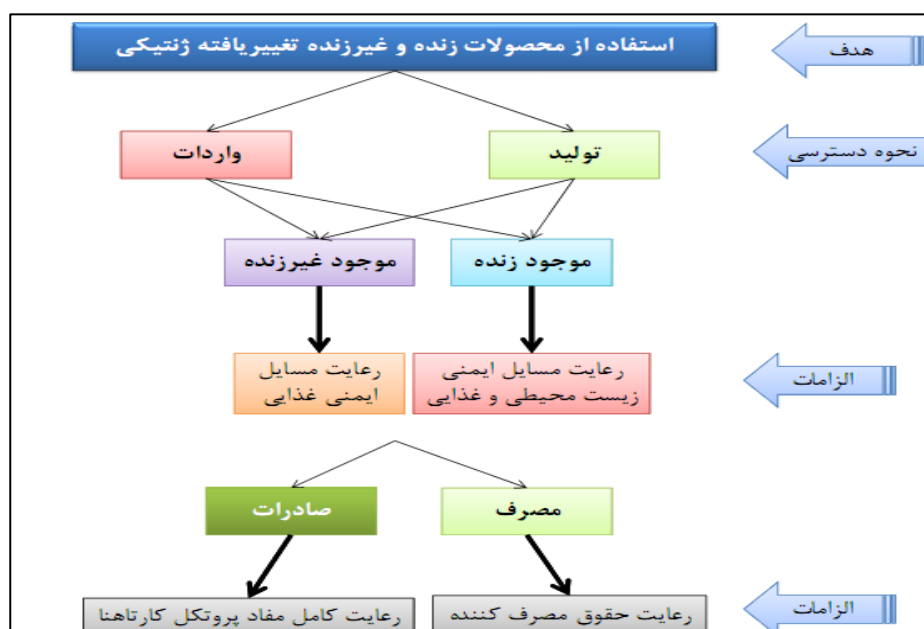 استفاده از محصولات زنده و غیرزنده تغییریافته ژنتیکی
هدف
تولید
واردات
نحوه دسترسی
موجود زنده
موجود غیرزنده
رعایت مسایل ایمنی
زیست محیطی و غذایی
رعایت مسایل
ایمنی غذایی
الزامات
مصرف
صادرات
رعایت حقوق مصرف کننده
رعایت کامل مفاد پروتکل کارتاهنا
الزامات